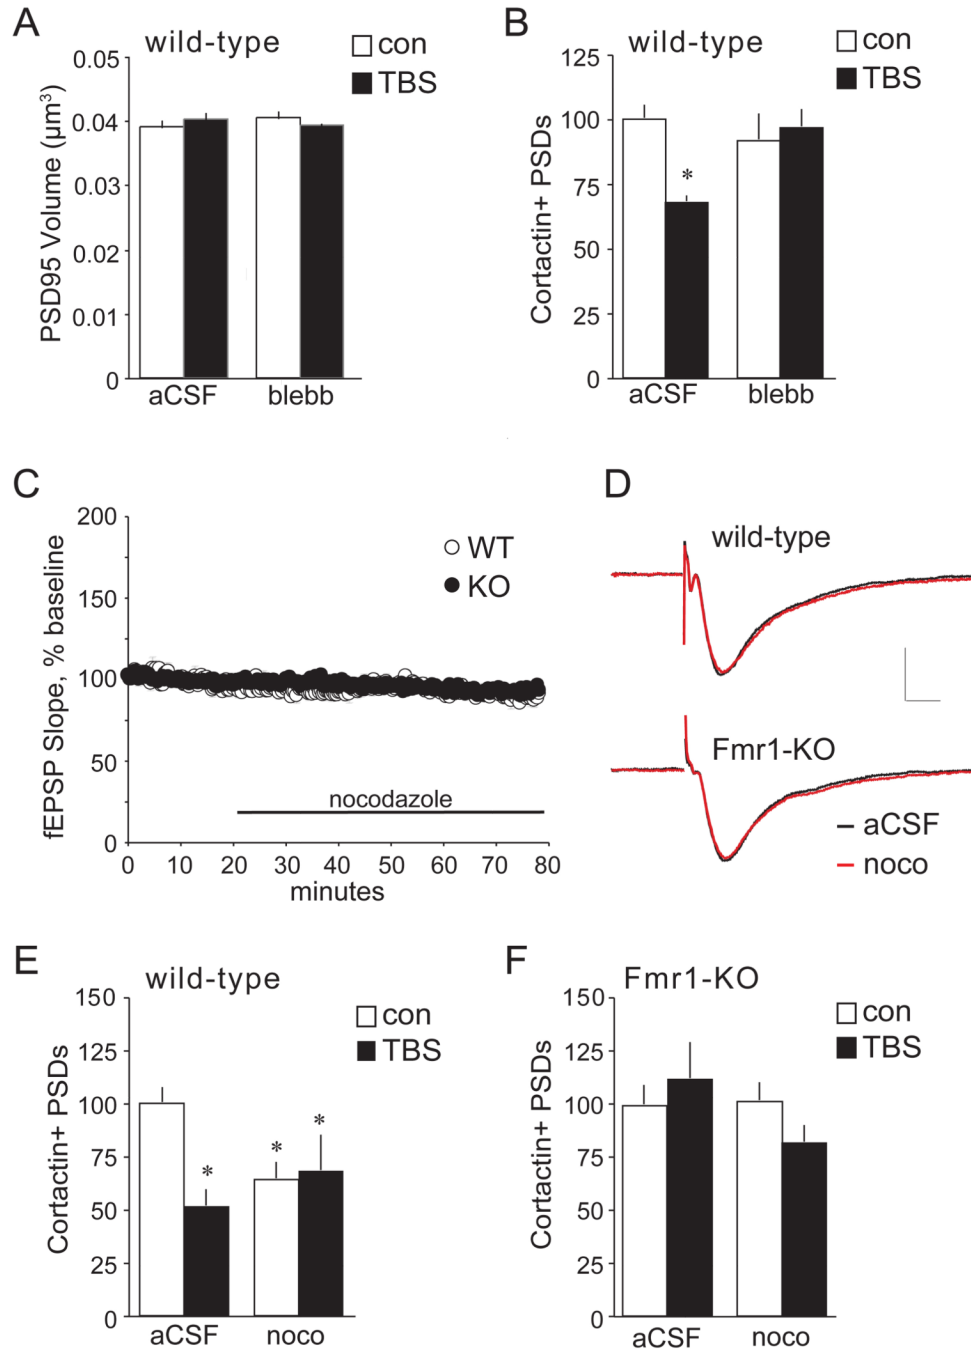 A
wild-type
con
TBS
PSD95 Volume (μm³)
0.05
0.04
0.03
0.02
0.01
0
aCSF
blebb
B
wild-type
con
TBS
Cortactin+ PSDs
125
100
75
*
50
25
0
aCSF
blebb
C
fEPSP Slope, % baseline
200
150
100
50
0
WT
KO
nocodazole
0 10 20 30 40 50 60 70 80
minutes
D
wild-type
Fmr1-KO
aCSF
noco
E
wild-type
con
TBS
Cortactin+ PSDs
150
125
100
75
50
25
0
*
*
*
aCSF
noco
F
Fmr1-KO
con
TBS
Cortactin+ PSDs
150
125
100
75
50
25
0
aCSF
noco